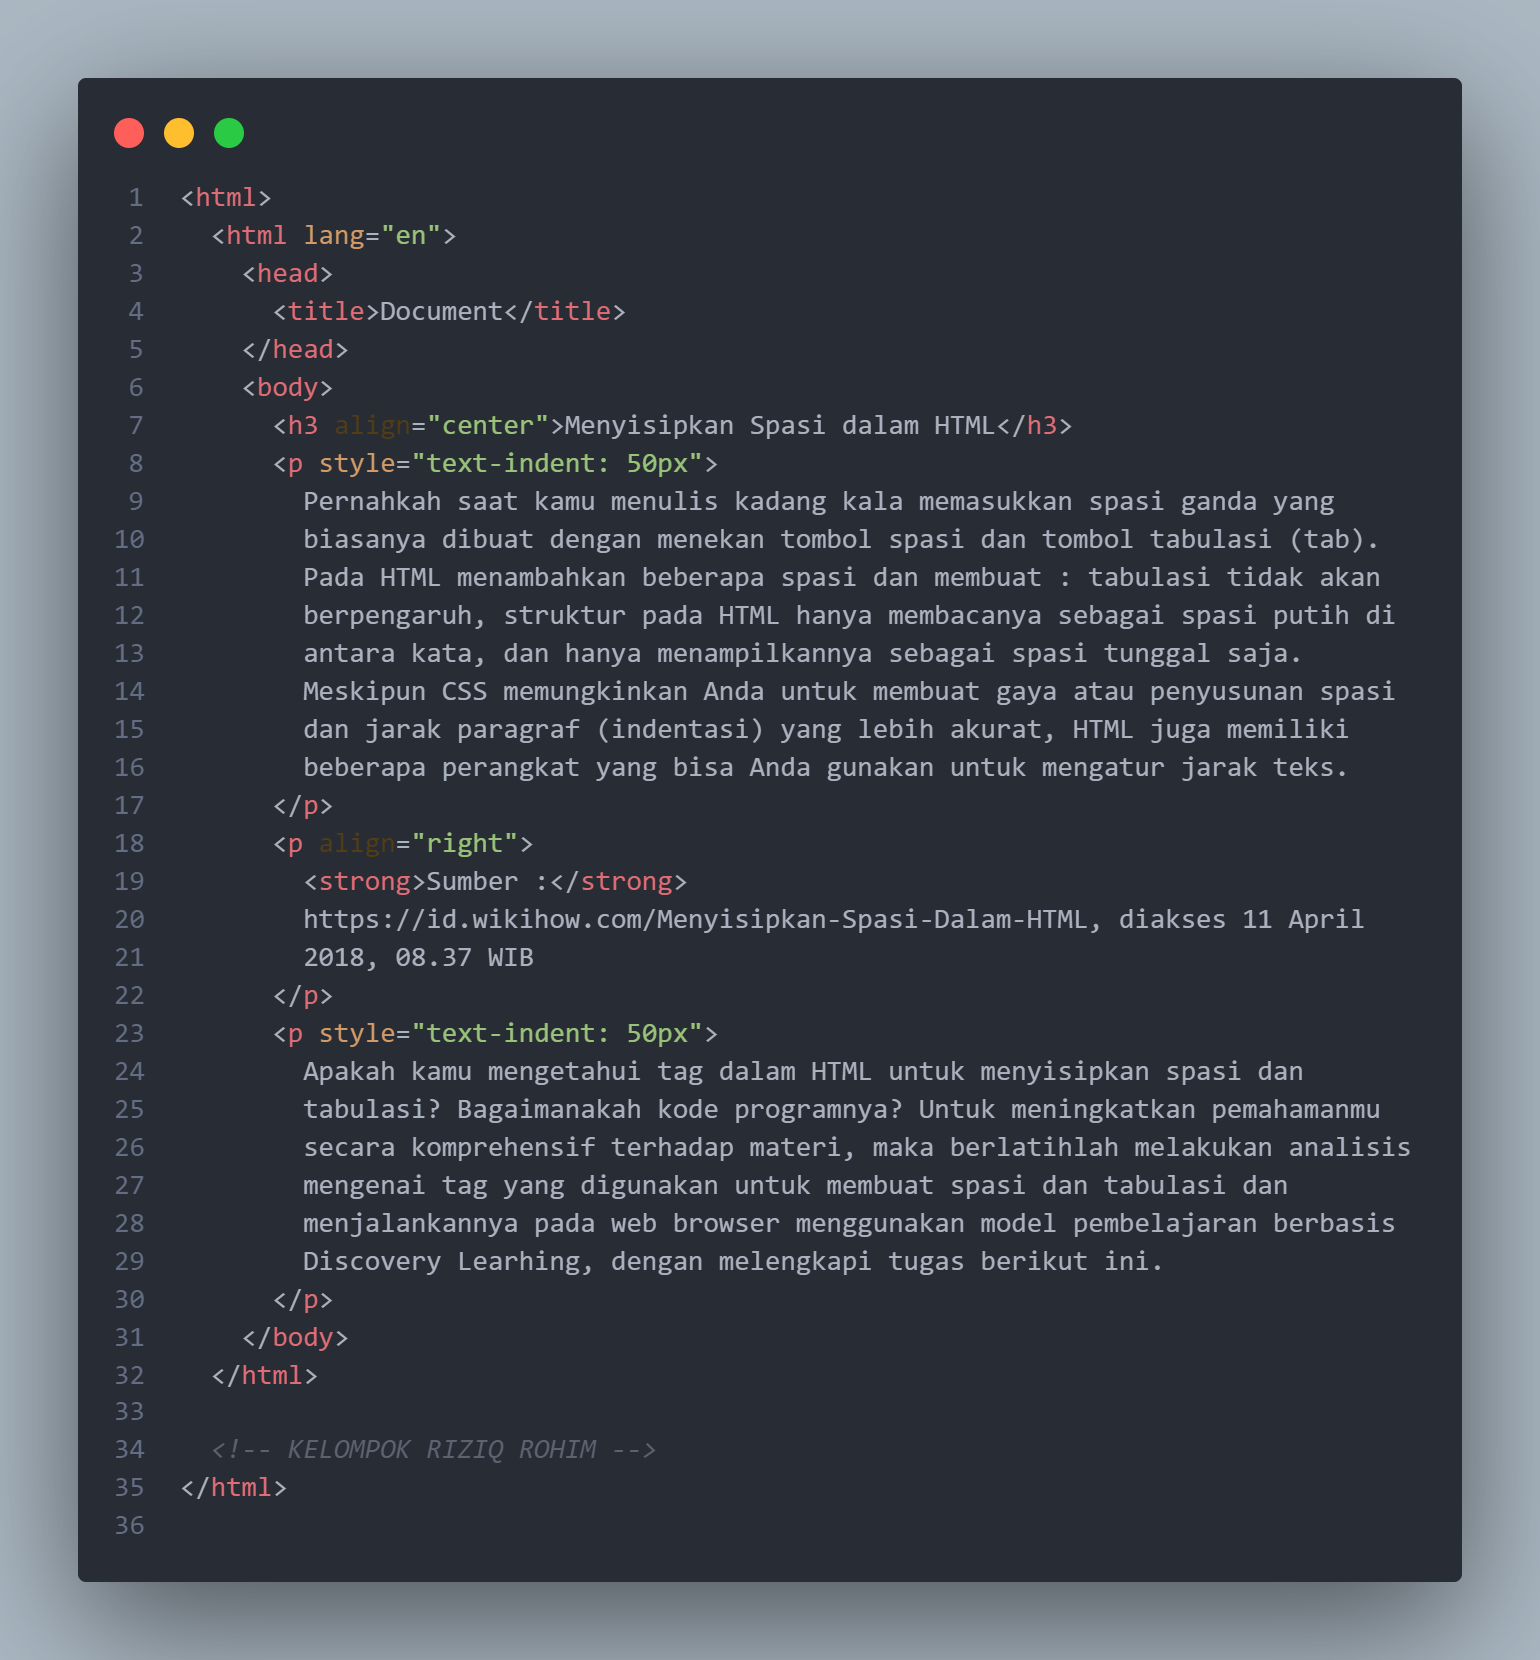 1 <html>
2   <html lang="en">
3     <head>
4       <title>Document</title>
5     </head>
6     <body>
7       <h3 align="center">Menyisipkan Spasi dalam HTML</h3>
8       <p style="text-indent: 50px">
9         Pernahkah saat kamu menulis kadang kala memasukkan spasi ganda yang
10         biasanya dibuat dengan menekan tombol spasi dan tombol tabulasi (tab).
11         Pada HTML menambahkan beberapa spasi dan membuat : tabulasi tidak akan
12         berpengaruh, struktur pada HTML hanya membacanya sebagai spasi putih di
13         antara kata, dan hanya menampilkannya sebagai spasi tunggal saja.
14         Meskipun CSS memungkinkan Anda untuk membuat gaya atau penyusunan spasi
15         dan jarak paragraf (indentasi) yang lebih akurat, HTML juga memiliki
16         beberapa perangkat yang bisa Anda gunakan untuk mengatur jarak teks.
17       </p>
18       <p align="right">
19         <strong>Sumber :</strong>
20         https://id.wikihow.com/Menyisipkan-Spasi-Dalam-HTML, diakses 11 April
21         2018, 08.37 WIB
22       </p>
23       <p style="text-indent: 50px">
24         Apakah kamu mengetahui tag dalam HTML untuk menyisipkan spasi dan
25         tabulasi? Bagaimanakah kode programnya? Untuk meningkatkan pemahamanmu
26         secara komprehensif terhadap materi, maka berlatihlah melakukan analisis
27         mengenai tag yang digunakan untuk membuat spasi dan tabulasi dan
28         menjalankannya pada web browser menggunakan model pembelajaran berbasis
29         Discovery Learhing, dengan melengkapi tugas berikut ini.
30       </p>
31     </body>
32   </html>
33
34   <!-- KELOMPOK RIZIQ ROHIM -->
35 </html>
36